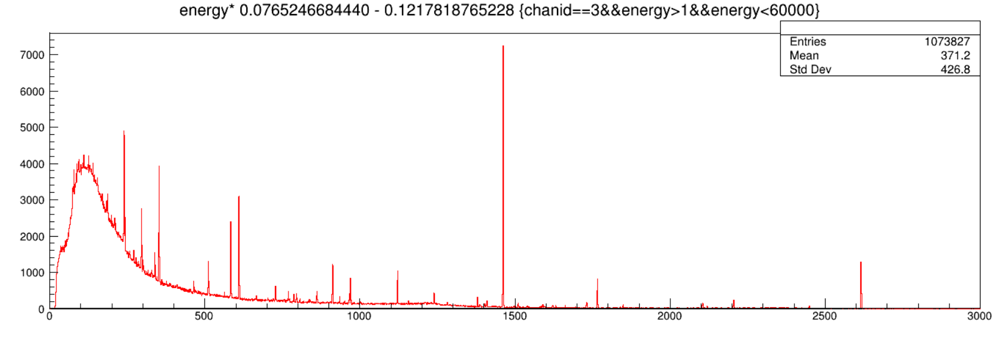 energy* 0.0765246684440 - 0.1217818765228 {chanid==3&&energy>1&&energy<60000}
Entries 1073827
Mean 371.2
Std Dev 426.8
7000
6000
5000
4000
3000
2000
1000
0
0 500 1000 1500 2000 2500 3000